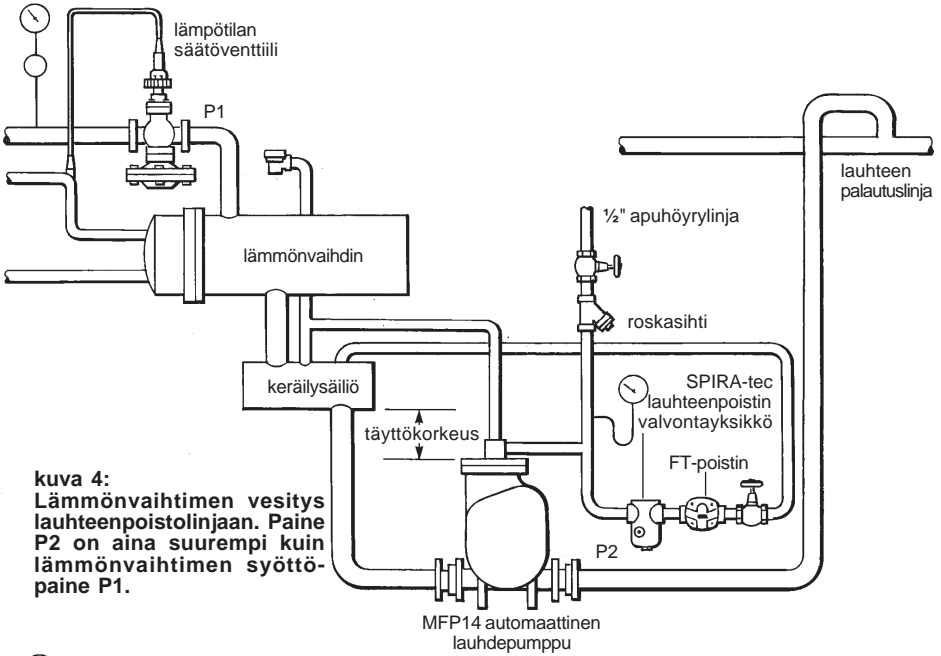 lämpötilan
säätöventtiili
P1
lauhteen
palautuslinja
½" apuhöyrylinja
lämmönvaihdin
roskasihti
keräilysäiliö
SPIRA-tec
lauhteenpoistin
valvontayksikkö
täyttökorkeus
FT-poistin
kuva 4:
Lämmönvaihtimen vesitys
lauhteenpoistolinjaan. Paine
P2 on aina suurempi kuin
lämmönvaihtimen syöttö-
paine P1.
P2
MFP14 automaattinen
lauhdepumppu